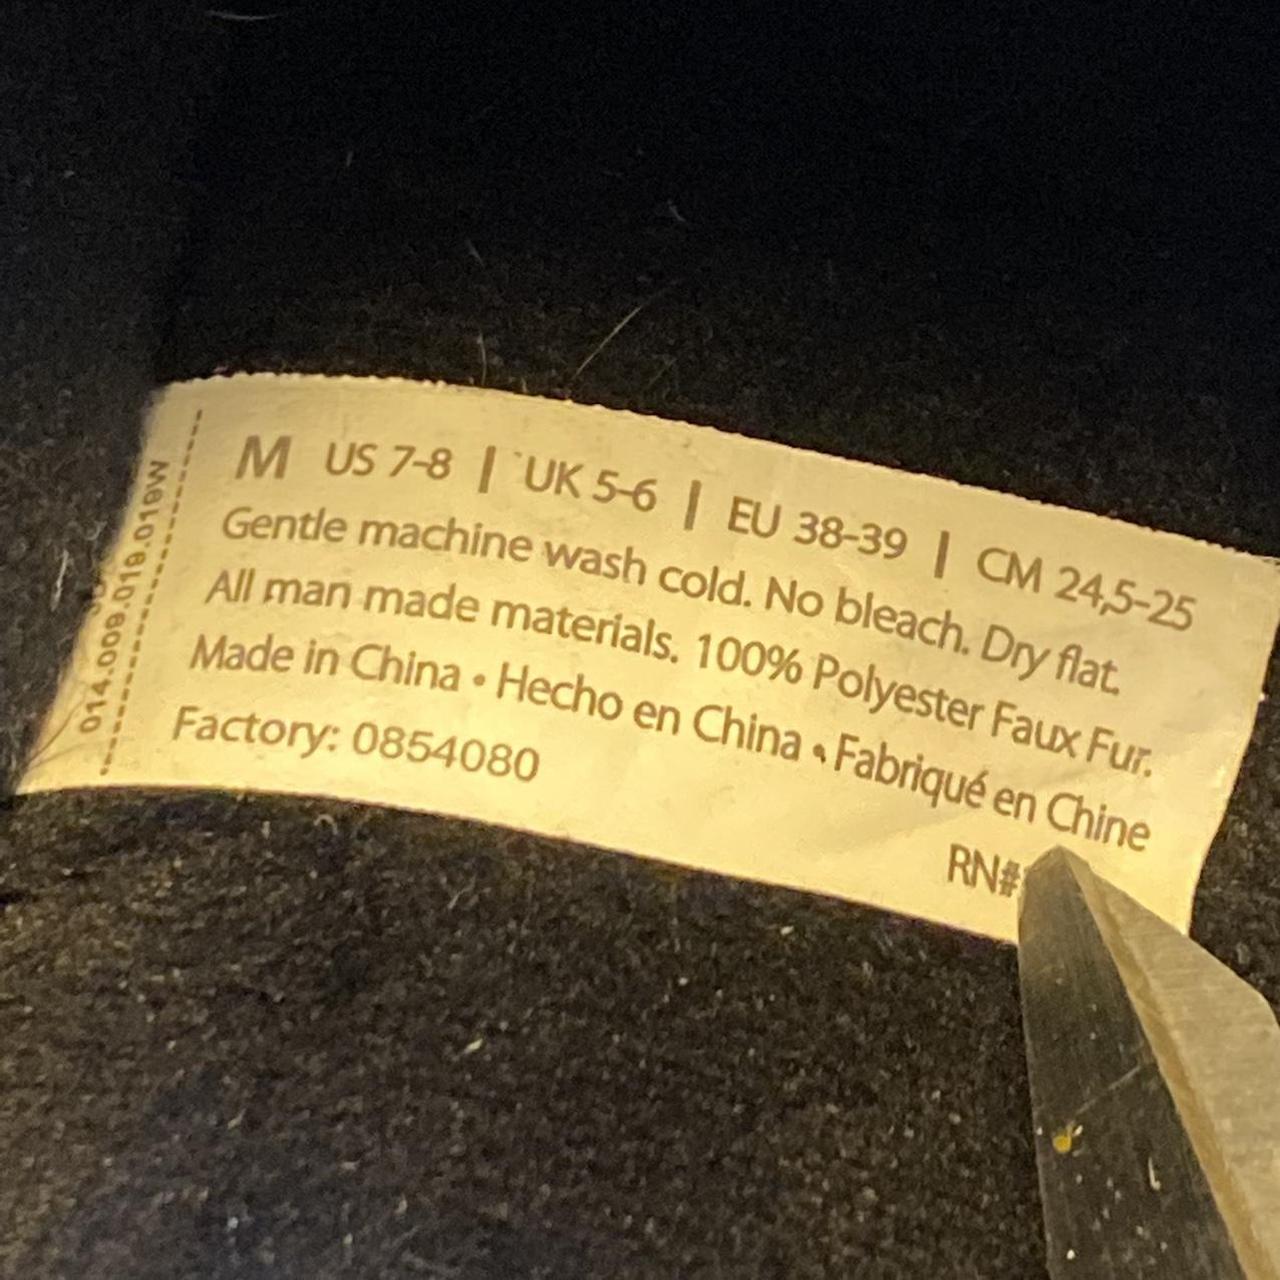 M US 7-8 | UK 5-6 | EU 38-39 | CM 24,5-25
Gentle machine wash cold. No bleach. Dry flat.
All man made materials. 100% Polyester Faux Fur.
Made in China • Hecho en China • Fabriqué en Chine
Factory: 0854080
RN#
014.009.019.019W